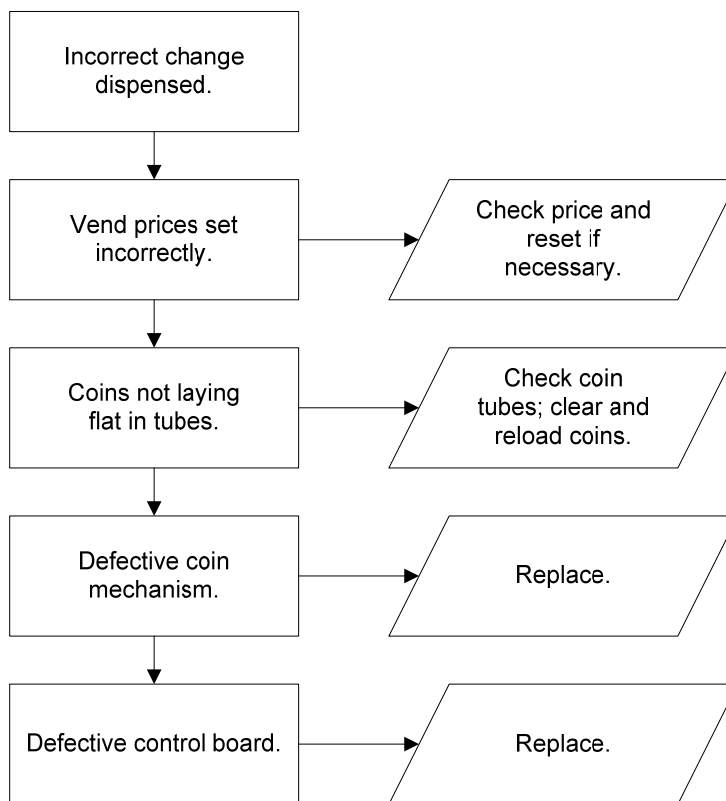 Incorrect change
dispensed.
Vend prices set
incorrectly.
Check price and
reset if
necessary.
Coins not laying
flat in tubes.
Check coin
tubes; clear and
reload coins.
Defective coin
mechanism.
Replace.
Defective control board.
Replace.